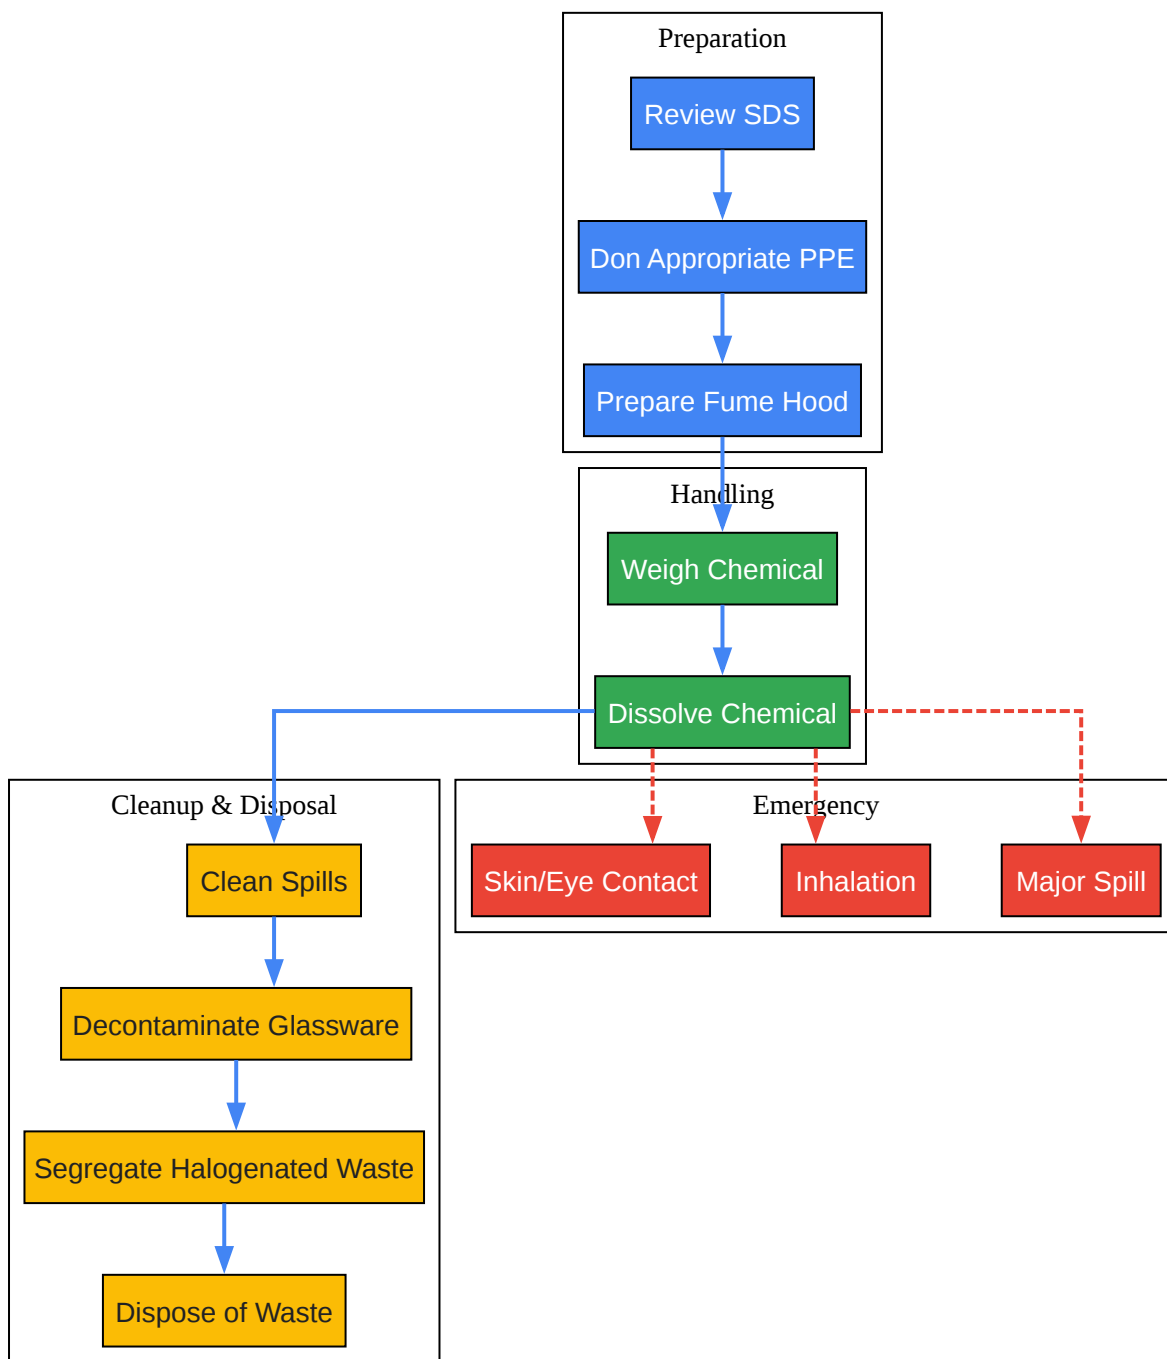 Preparation
Review SDS
Don Appropriate PPE
Prepare Fume Hood
Handling
Weigh Chemical
Dissolve Chemical
Cleanup & Disposal
Clean Spills
Decontaminate Glassware
Segregate Halogenated Waste
Dispose of Waste
Emergency
Skin/Eye Contact
Inhalation
Major Spill